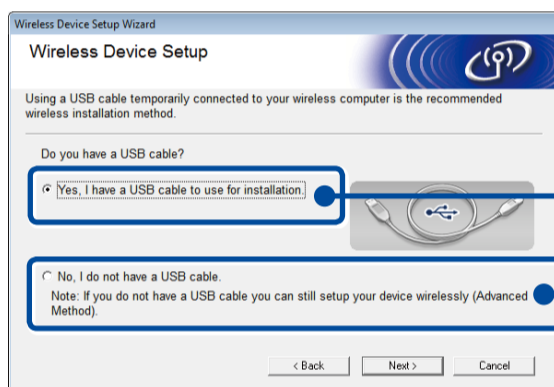 Wireless Device Setup Wizard
Wireless Device Setup
Using a USB cable temporarily connected to your wireless computer is the recommended
wireless installation method.
Do you have a USB cable?
Yes, I have a USB cable to use for installation.
No, I do not have a USB cable.
Note: If you do not have a USB cable you can still setup your device wirelessly (Advanced
Method).
< Back
Next >
Cancel